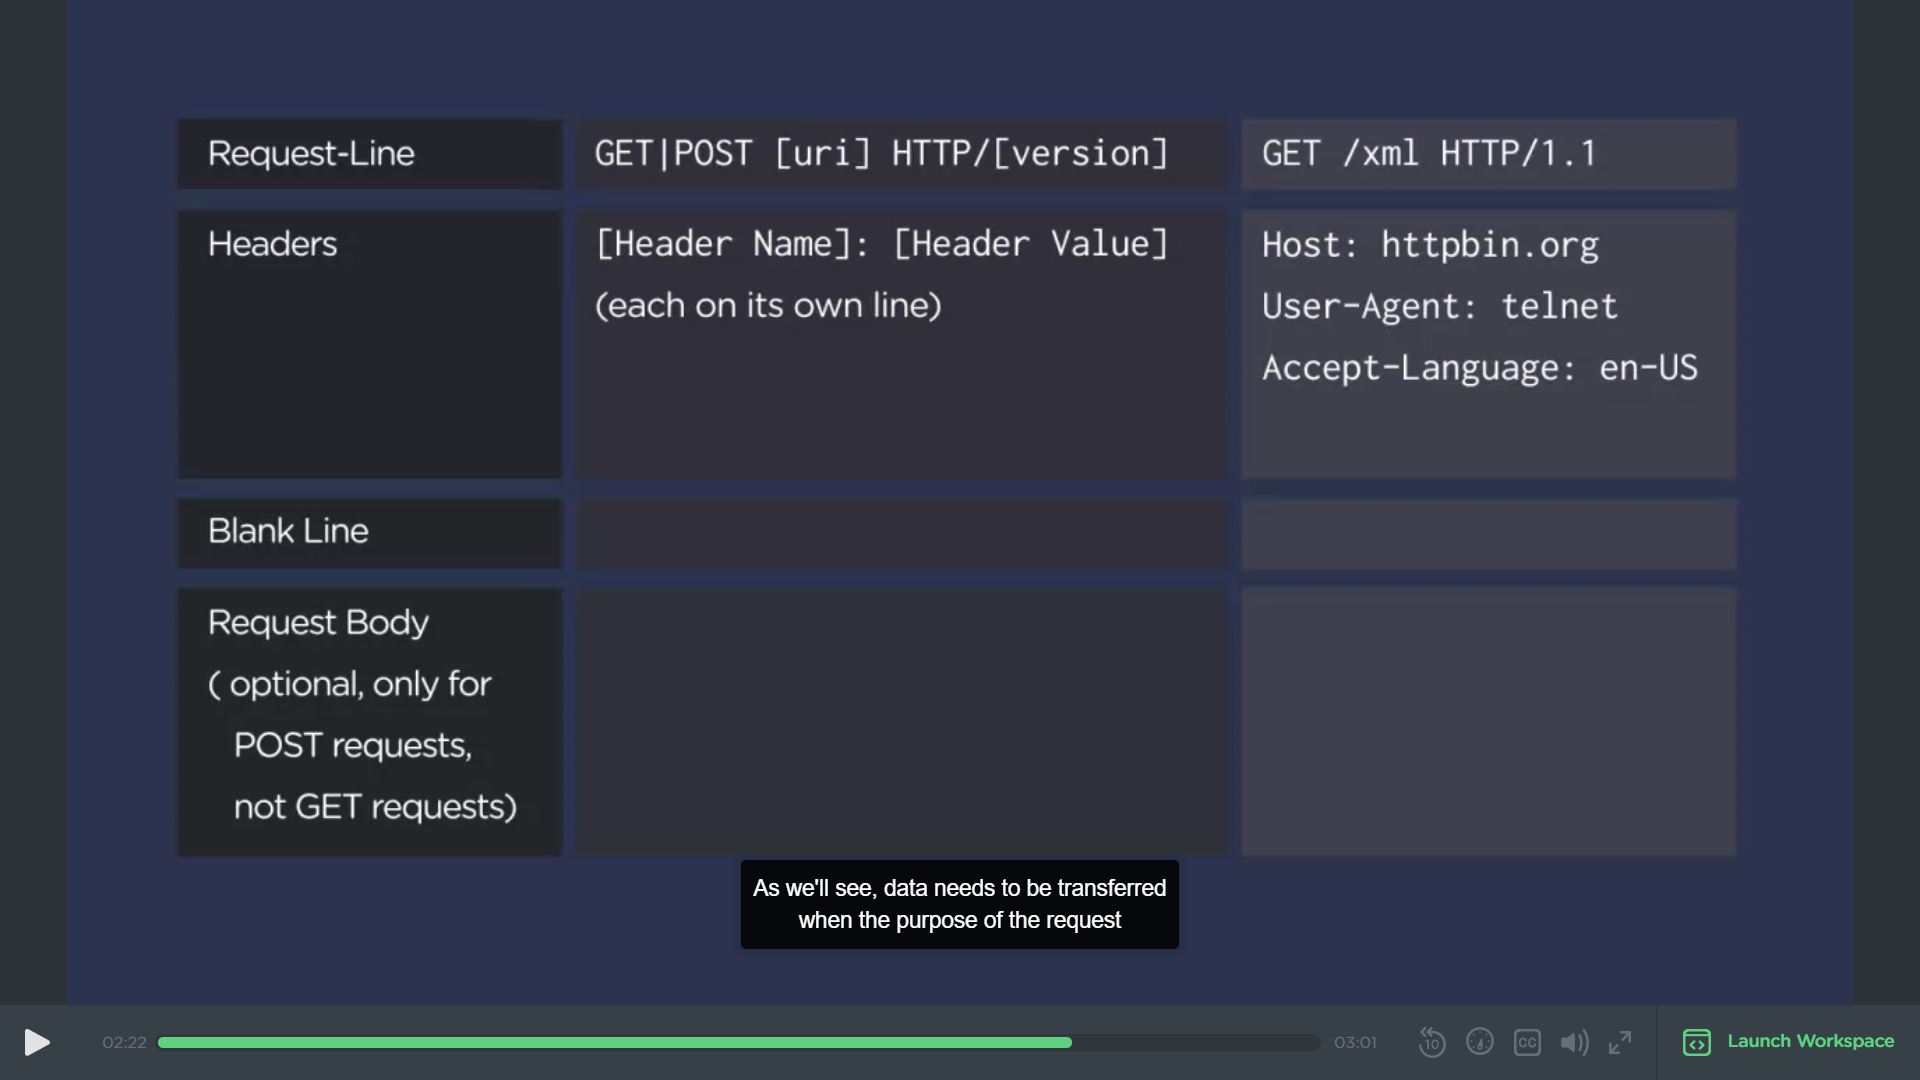 Request-Line
GET|POST [uri] HTTP/[version]
GET /xml HTTP/1.1
Headers
[Header Name]: [Header Value]
(each on its own line)
Host: httpbin.org
User-Agent: telnet
Accept-Language: en-US
Blank Line
Request Body
( optional, only for
POST requests,
not GET requests)
As we'll see, data needs to be transferred
when the purpose of the request
02:22
03:01
10
CC
Launch Workspace